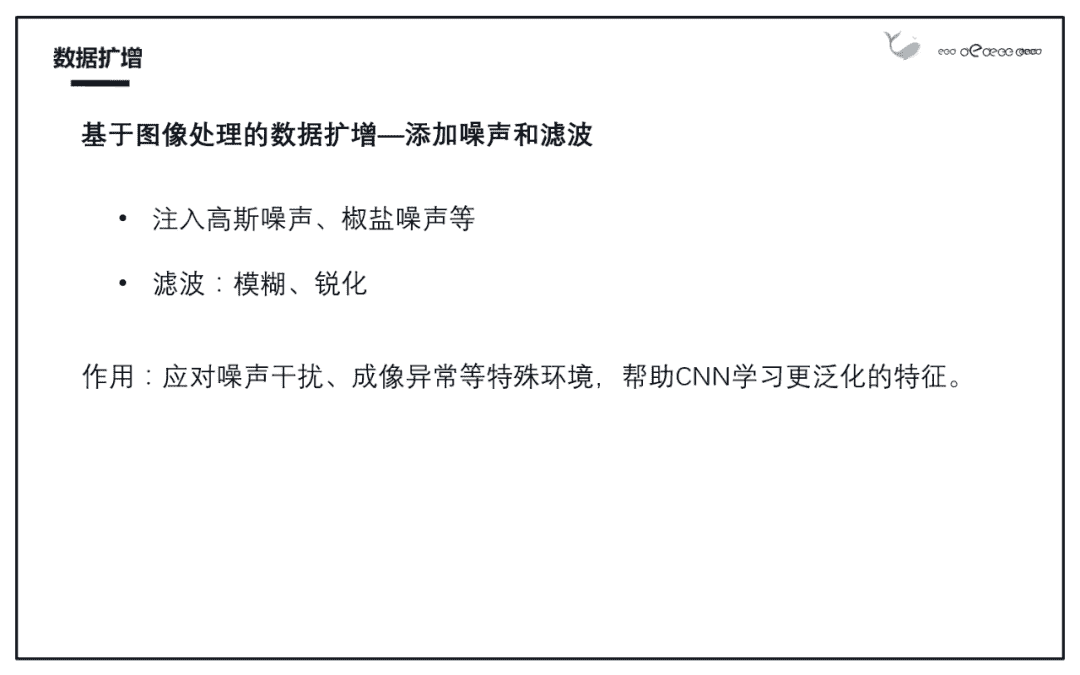 数据扩增
基于图像处理的数据扩增—添加噪声和滤波
• 注入高斯噪声、椒盐噪声等
• 滤波：模糊、锐化
作用：应对噪声干扰、成像异常等特殊环境，帮助CNN学习更泛化的特征。